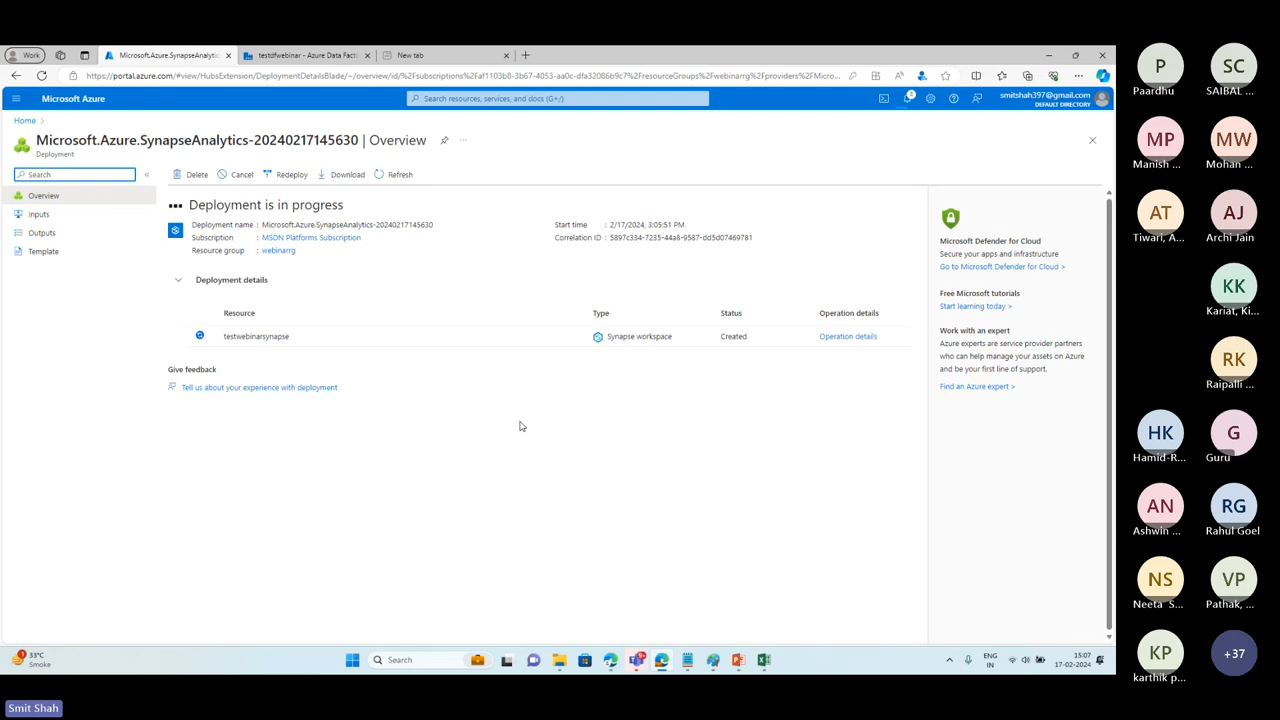 Work
Microsoft.Azure.SynapseAnalytic
testdfwebinar - Azure Data Facto
New tab
https://portal.azure.com/#view/HubsExtension/DeploymentDetailsBlade/~/overview/id/%2Fsubscriptions%2Faf1103b8-3b67-4053-aa0c-dfa32086b9c7%2FresourceGroups%2Fwebinarrg%2Fproviders%2FMicro...
Microsoft Azure
Search resources, services, and docs (G+/)
smitshah397@gmail.com
DEFAULT DIRECTORY
Home >
Microsoft.Azure.SynapseAnalytics-20240217145630 | Overview
Deployment
Search
Delete Cancel Redeploy Download Refresh
Overview
Inputs
Outputs
Template
Deployment is in progress
Deployment name : Microsoft.Azure.SynapseAnalytics-20240217145630
Subscription : MSDN Platforms Subscription
Resource group : webinarrg
Start time : 2/17/2024, 3:05:51 PM
Correlation ID : 5897c334-7235-44a8-9587-dd5d07469781
Deployment details
Resource Type Status Operation details
testwebinarsynapse Synapse workspace Created Operation details
Give feedback
Tell us about your experience with deployment
Microsoft Defender for Cloud
Secure your apps and infrastructure
Go to Microsoft Defender for Cloud >
Free Microsoft tutorials
Start learning today >
Work with an expert
Azure experts are service provider partners
who can help manage your assets on Azure
and be your first line of support.
Find an Azure expert >
33°C
Smoke
Search
ENG
IN
15:07
17-02-2024
Smit Shah
P
Paardhu
SC
SAIBAL ...
MP
Manish ...
MW
Mohan ...
AT
Tiwari, A...
AJ
Archi Jain
KK
Kariat, Ki...
RK
Raipalli ...
HK
Hamid-R...
G
Guru
AN
Ashwin ...
RG
Rahul Goel
NS
Neeta S...
VP
Pathak, ...
KP
karthik p...
+37